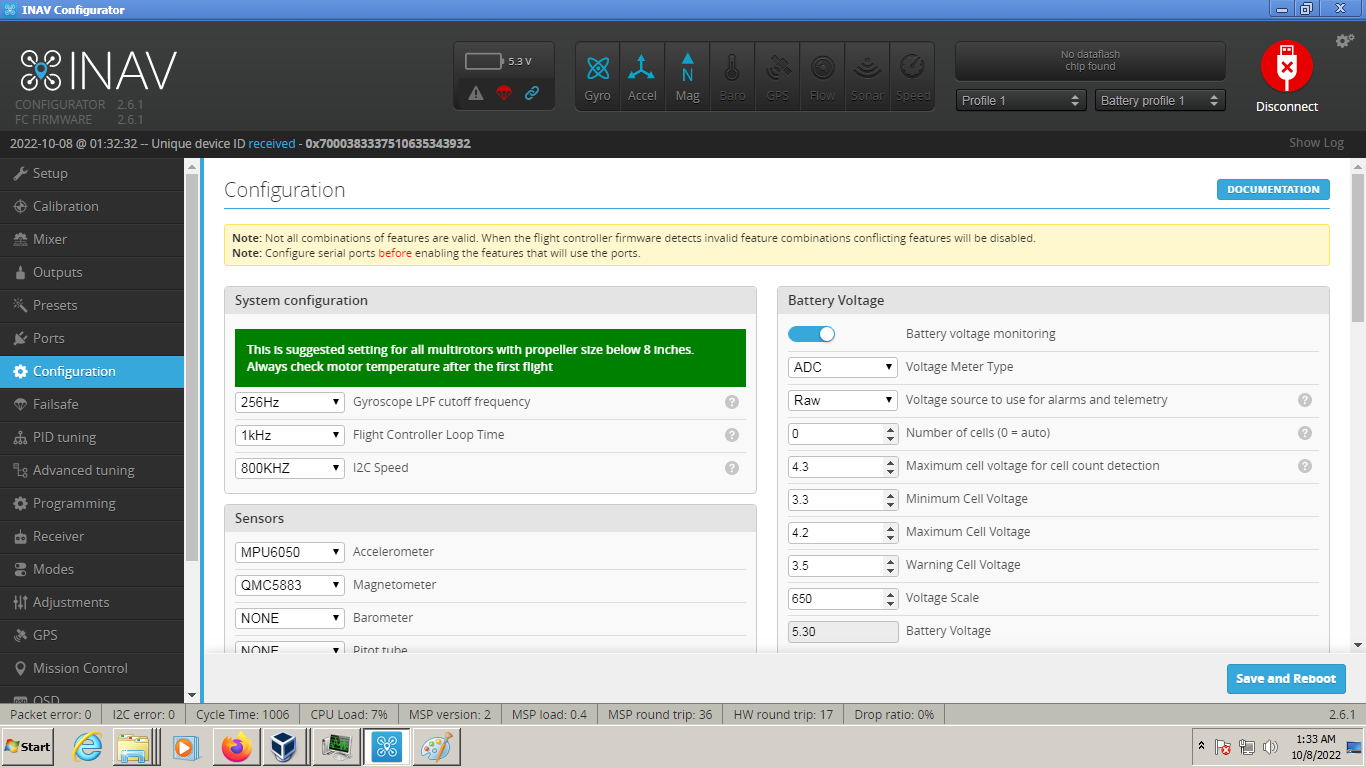 INAV Configurator
INAV
CONFIGURATOR 2.6.1
FC FIRMWARE 2.6.1
5.3 V
Gyro
Accel
N
Mag
Baro
GPS
Flow
Sonar
Speed
No dataflash
chip found
Profile 1
Battery profile 1
Disconnect
2022-10-08 @ 01:32:32 -- Unique device ID received - 0x7000383337510635343932
Show Log
Setup
Calibration
Mixer
Outputs
Presets
Ports
Configuration
Failsafe
PID tuning
Advanced tuning
Programming
Receiver
Modes
Adjustments
GPS
Mission Control
OSD
Configuration
DOCUMENTATION
Note: Not all combinations of features are valid. When the flight controller firmware detects invalid feature combinations conflicting features will be disabled.
Note: Configure serial ports before enabling the features that will use the ports.
System configuration
This is suggested setting for all multirotors with propeller size below 8 inches.
Always check motor temperature after the first flight
256Hz Gyroscope LPF cutoff frequency
1kHz Flight Controller Loop Time
800KHZ I2C Speed
Sensors
MPU6050 Accelerometer
QMC5883 Magnetometer
NONE Barometer
NONE Pitot tube
Battery Voltage
Battery voltage monitoring
ADC Voltage Meter Type
Raw Voltage source to use for alarms and telemetry
0 Number of cells (0 = auto)
4.3 Maximum cell voltage for cell count detection
3.3 Minimum Cell Voltage
4.2 Maximum Cell Voltage
3.5 Warning Cell Voltage
650 Voltage Scale
5.30 Battery Voltage
Save and Reboot
Packet error: 0 I2C error: 0 Cycle Time: 1006 CPU Load: 7% MSP version: 2 MSP load: 0.4 MSP round trip: 36 HW round trip: 17 Drop ratio: 0% 2.6.1
Start
1:33 AM
10/8/2022